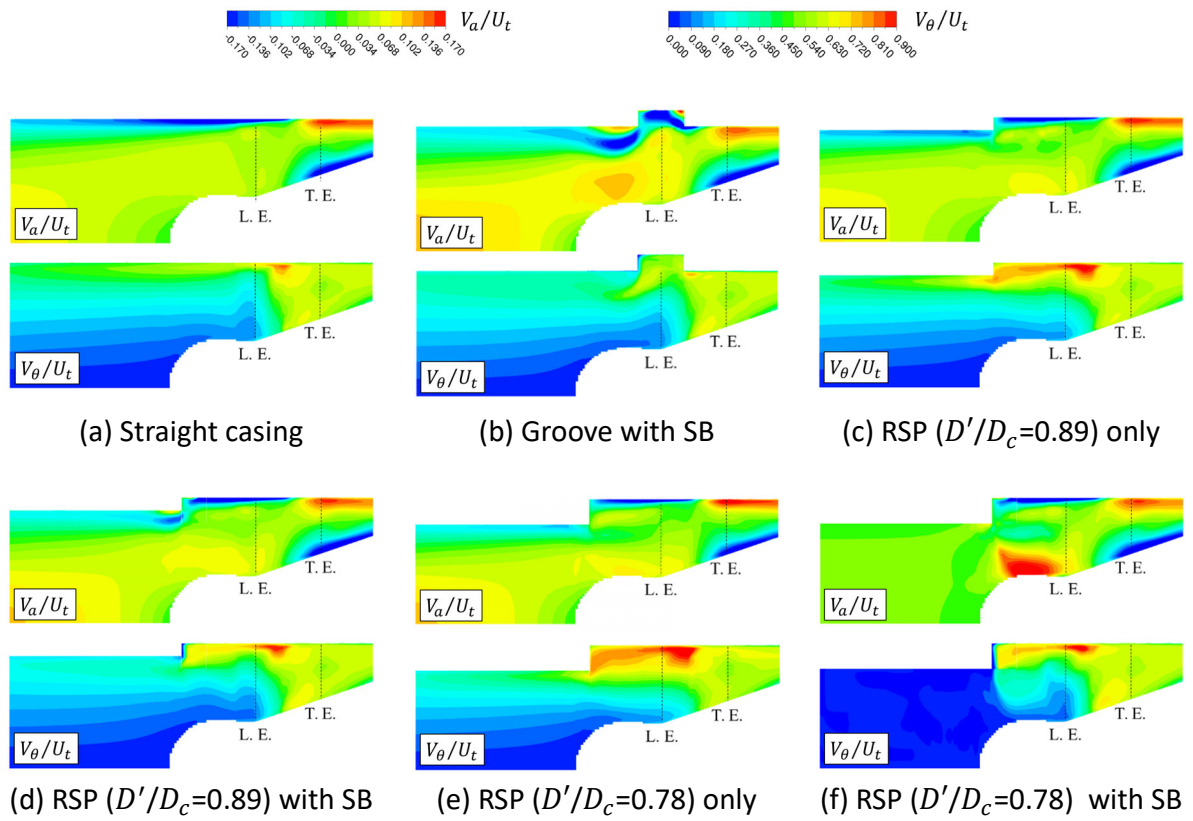 V_a/U_t
-0.170 -0.136 -0.102 -0.068 -0.034 0.000 0.034 0.068 0.102 0.136 0.170
V_θ/U_t
0.000 0.090 0.180 0.270 0.360 0.450 0.540 0.630 0.720 0.810 0.900
V_a/U_t
L. E.
T. E.
V_θ/U_t
L. E.
T. E.
(a) Straight casing
V_a/U_t
L. E.
T. E.
V_θ/U_t
L. E.
T. E.
(b) Groove with SB
V_a/U_t
L. E.
T. E.
V_θ/U_t
L. E.
T. E.
(c) RSP (D'/D_c=0.89) only
V_a/U_t
L. E.
T. E.
V_θ/U_t
L. E.
T. E.
(d) RSP (D'/D_c=0.89) with SB
V_a/U_t
L. E.
T. E.
V_θ/U_t
L. E.
T. E.
(e) RSP (D'/D_c=0.78) only
V_a/U_t
L. E.
T. E.
V_θ/U_t
L. E.
T. E.
(f) RSP (D'/D_c=0.78) with SB